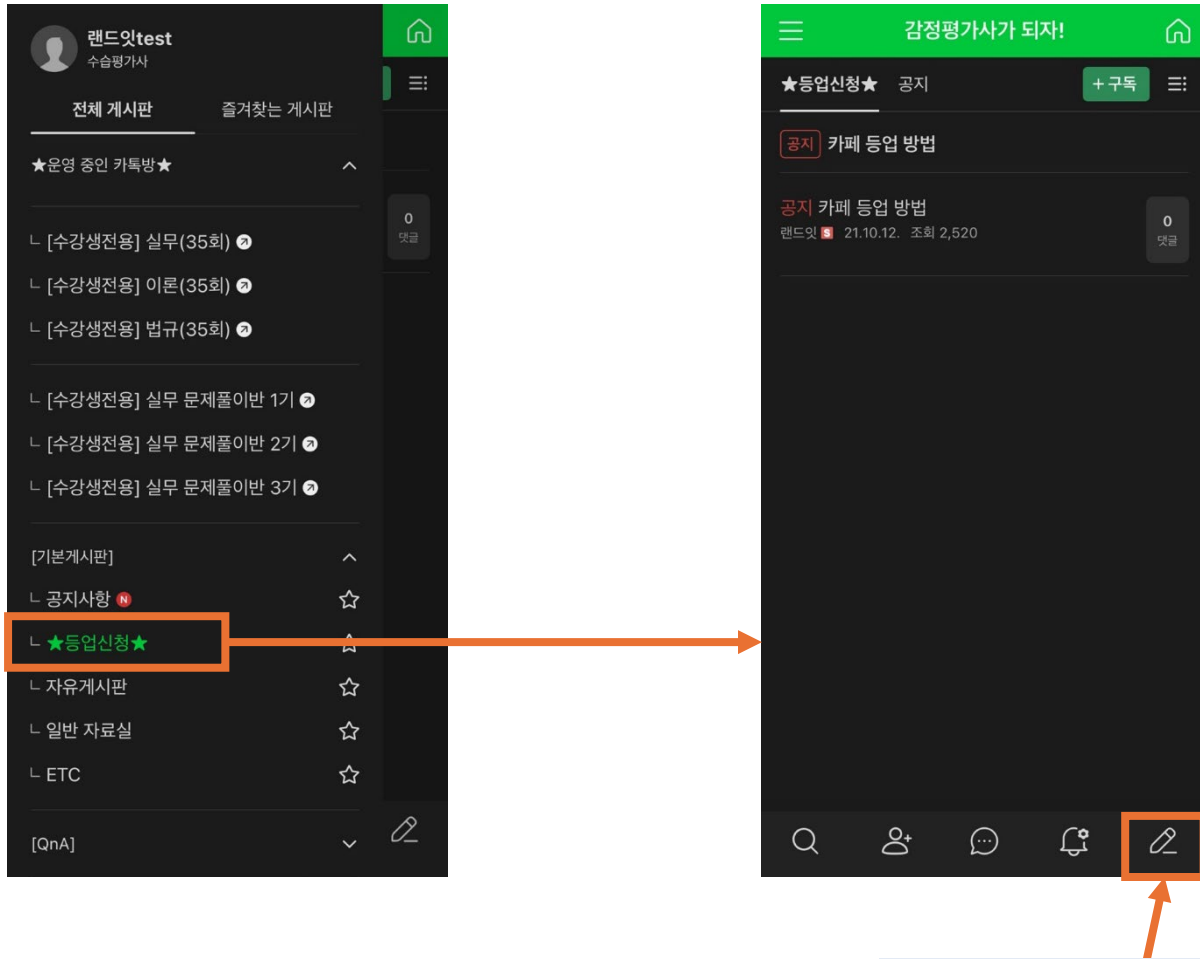 랜드잇test
수습평가사
전체 게시판 즐겨찾는 게시판
★운영 중인 카톡방★
ㄴ [수강생전용] 실무(35회)
ㄴ [수강생전용] 이론(35회)
ㄴ [수강생전용] 법규(35회)
ㄴ [수강생전용] 실무 문제풀이반 1기
ㄴ [수강생전용] 실무 문제풀이반 2기
ㄴ [수강생전용] 실무 문제풀이반 3기
[기본게시판]
ㄴ 공지사항 N
ㄴ ★등업신청★
ㄴ 자유게시판
ㄴ 일반 자료실
ㄴ ETC
[QnA]
0
댓글
감정평가사가 되자!
★등업신청★ 공지 + 구독
공지 카페 등업 방법
공지 카페 등업 방법
랜드잇 S 21.10.12. 조회 2,520
0
댓글